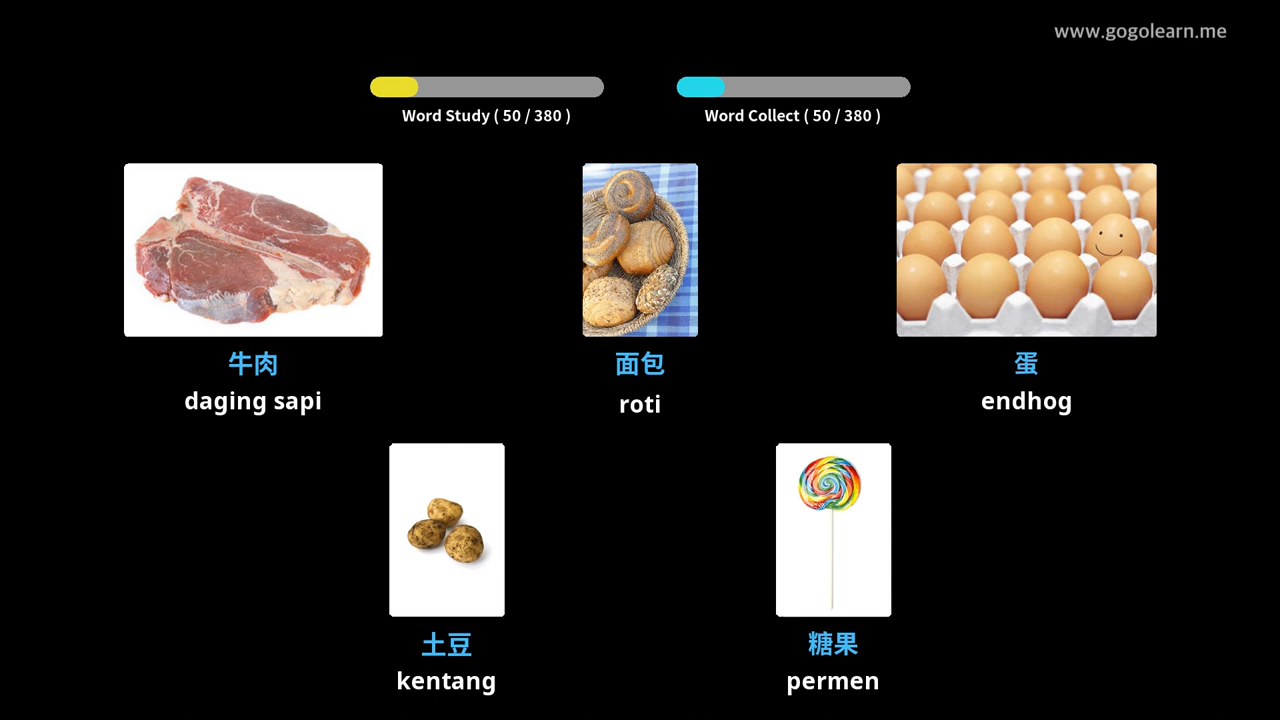 www.gogolearn.me
Word Study ( 50 / 380 )
Word Collect ( 50 / 380 )
牛肉
daging sapi
面包
roti
蛋
endhog
土豆
kentang
糖果
permen